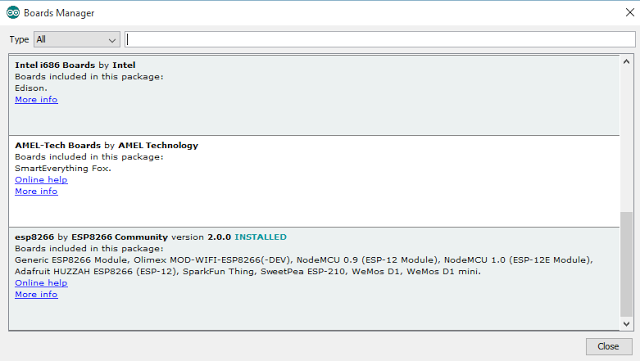 Boards Manager
Type All
Intel i686 Boards by Intel
Boards included in this package:
Edison.
More info
AMEL-Tech Boards by AMEL Technology
Boards included in this package:
SmartEverything Fox.
Online help
More info
esp8266 by ESP8266 Community version 2.0.0 INSTALLED
Boards included in this package:
Generic ESP8266 Module, Olimex MOD-WIFI-ESP8266(-DEV), NodeMCU 0.9 (ESP-12 Module), NodeMCU 1.0 (ESP-12E Module),
Adafruit HUZZAH ESP8266 (ESP-12), SparkFun Thing, SweetPea ESP-210, WeMos D1, WeMos D1 mini.
Online help
More info
Close